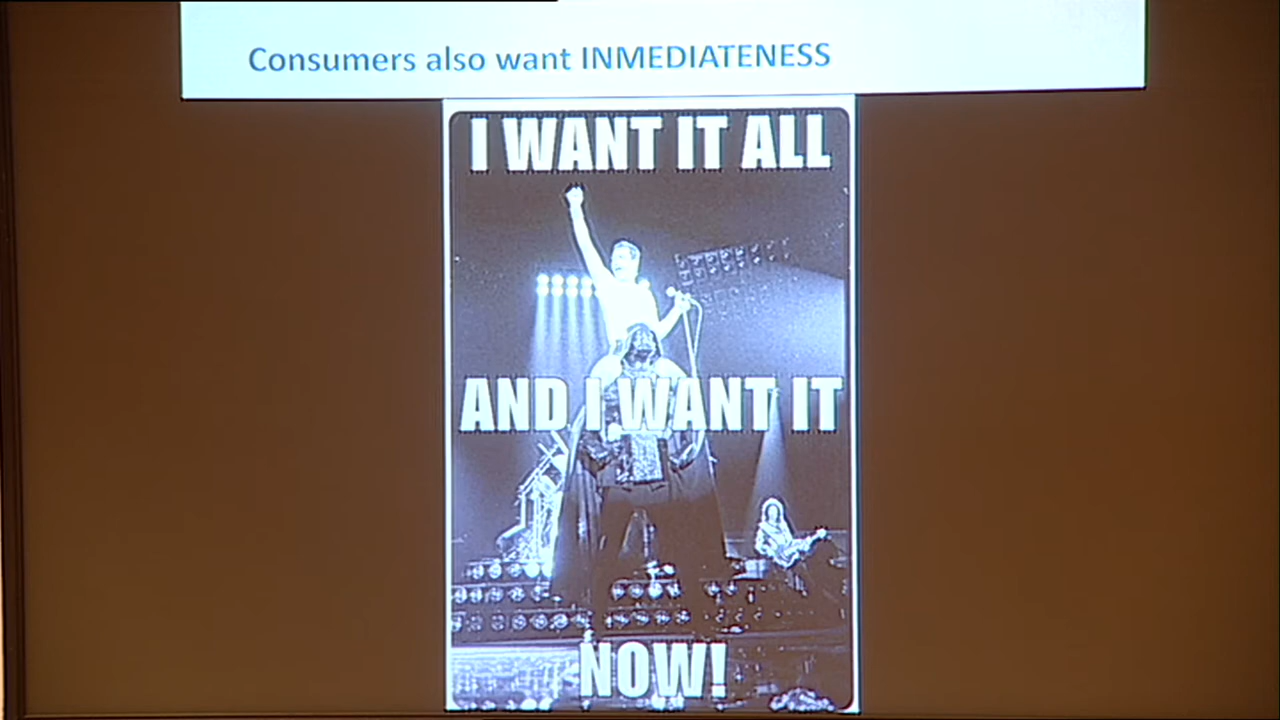 Consumers also want INMEDIATENESS
I WANT IT ALL
AND I WANT IT
NOW!